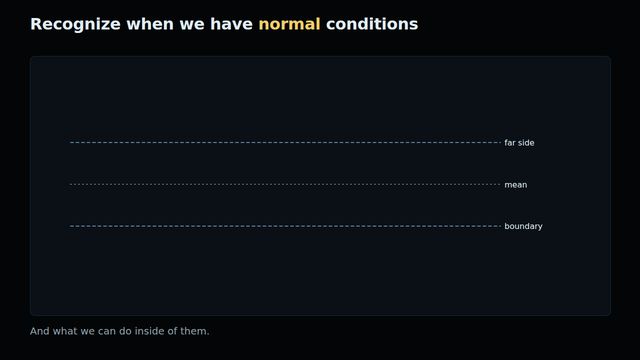 Recognize when we have normal conditions
far side
mean
boundary
And what we can do inside of them.